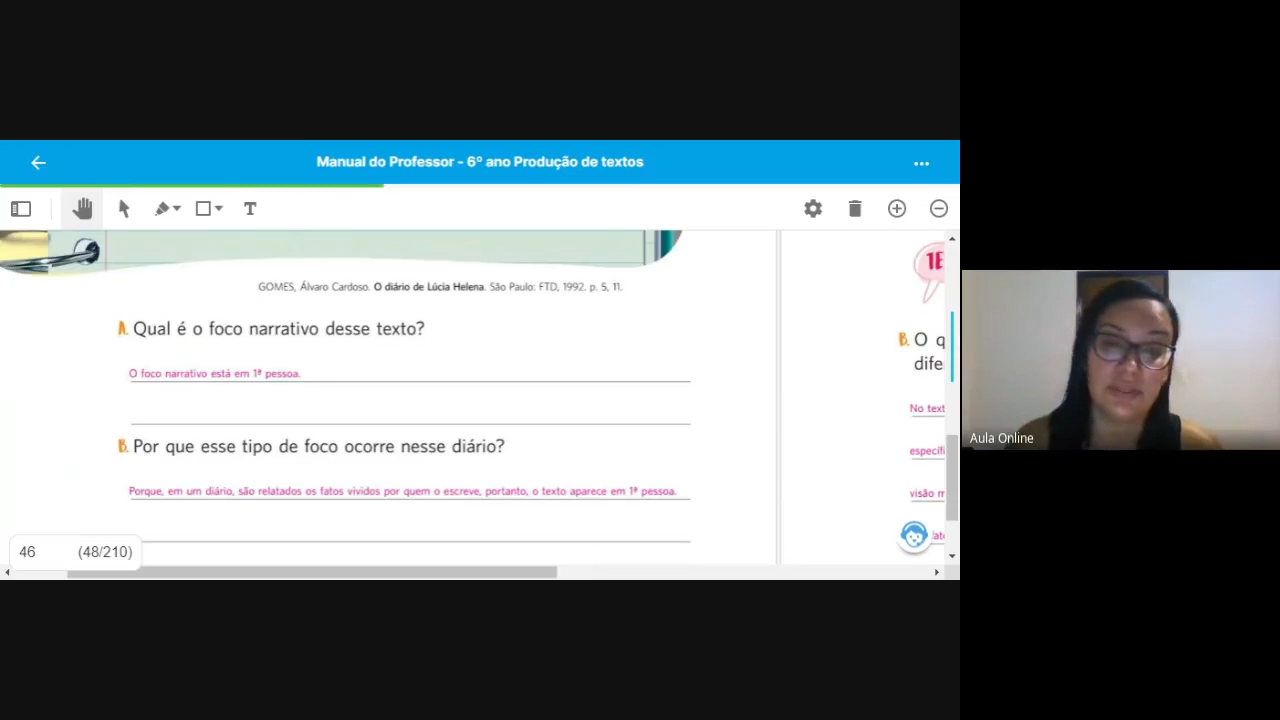 Manual do Professor - 6º ano Produção de textos
T
GOMES, Álvaro Cardoso. O diário de Lúcia Helena. São Paulo: FTD, 1992. p. 5, 11.
A. Qual é o foco narrativo desse texto?
O foco narrativo está em 1ª pessoa.
B. Por que esse tipo de foco ocorre nesse diário?
Porque, em um diário, são relatados os fatos vividos por quem o escreve, portanto, o texto aparece em 1ª pessoa.
46 (48/210)
B. O q
dife
No text
específi
visão m
Aula Online